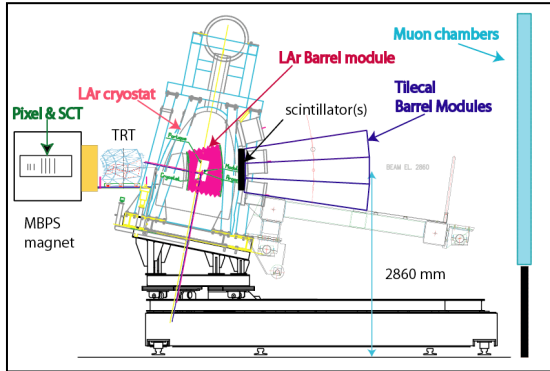 Muon chambers
LAr Barrel module
LAr cryostat
Tilecal
Barrel Modules
scintillator(s)
Pixel & SCT
TRT
BEAM EL. 2860
MBPS
magnet
2860 mm